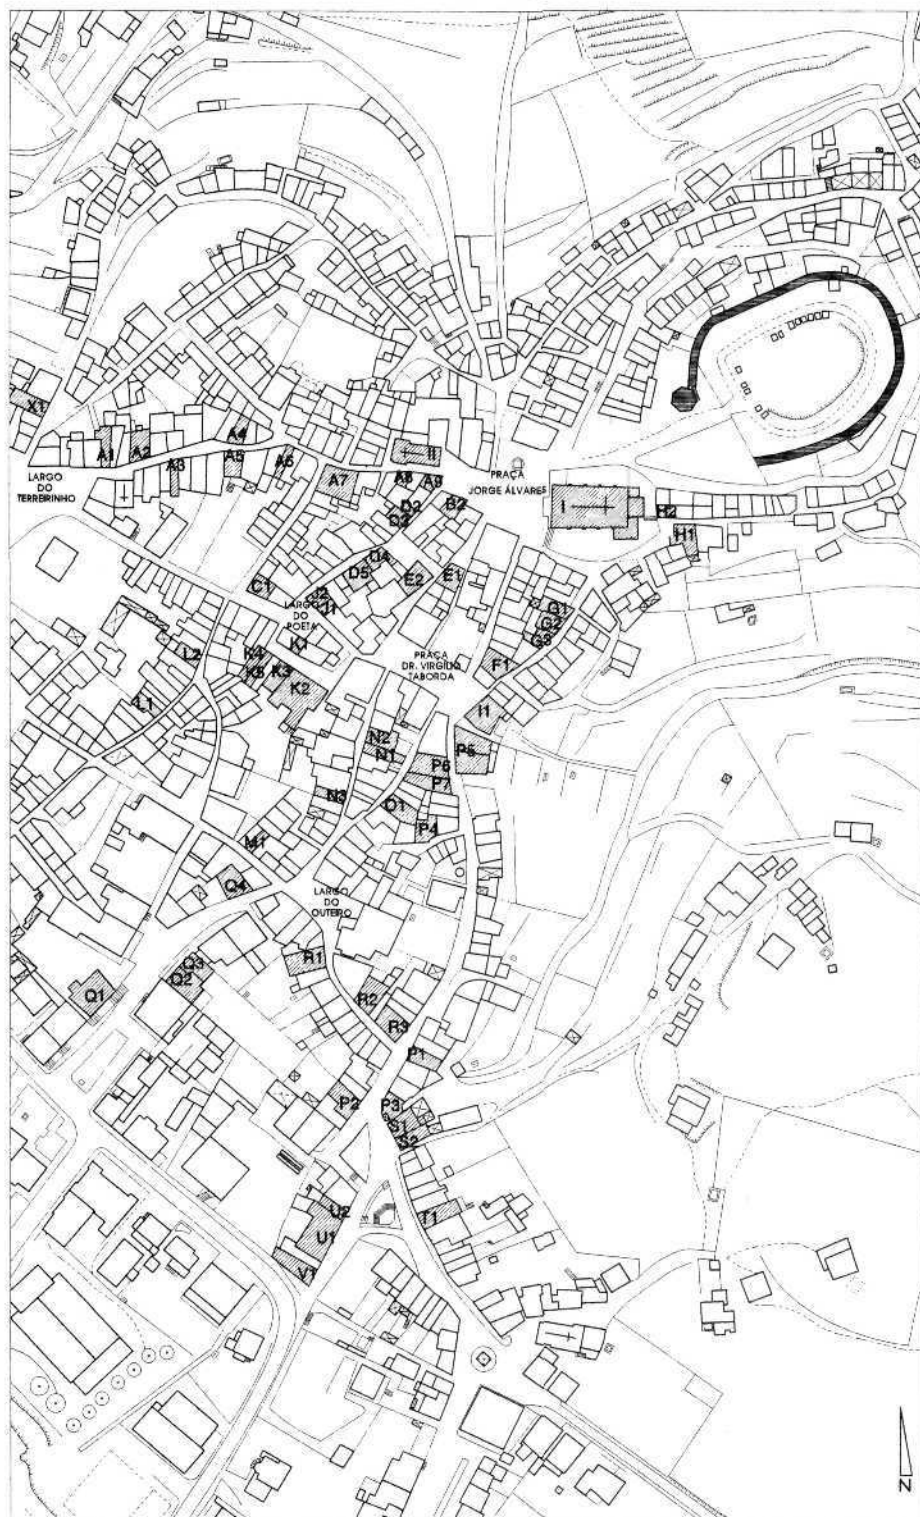 X1
A1
A2
A3
A4
A5
A6
A7
II
A8
A9
LARGO
DO
TERREIRINHO
PRAÇA
JORGE ÁLVARES
I
H2
H1
B2
D2
D3
D4
D5
E2
E1
C1
J2
J1
LARGO
DO
POETA
G1
G2
G3
K1
K4
K5
K3
K2
L2
L1
PRAÇA
DR. VIRGÍLIO
TABORDA
F1
I1
N2
N1
P5
P6
P7
N3
O1
P4
M1
Q4
LARGO
DO
OUTEIRO
R1
Q3
Q2
Q1
R2
R3
P1
P2
P3
S1
S2
T1
U2
U1
V1
N